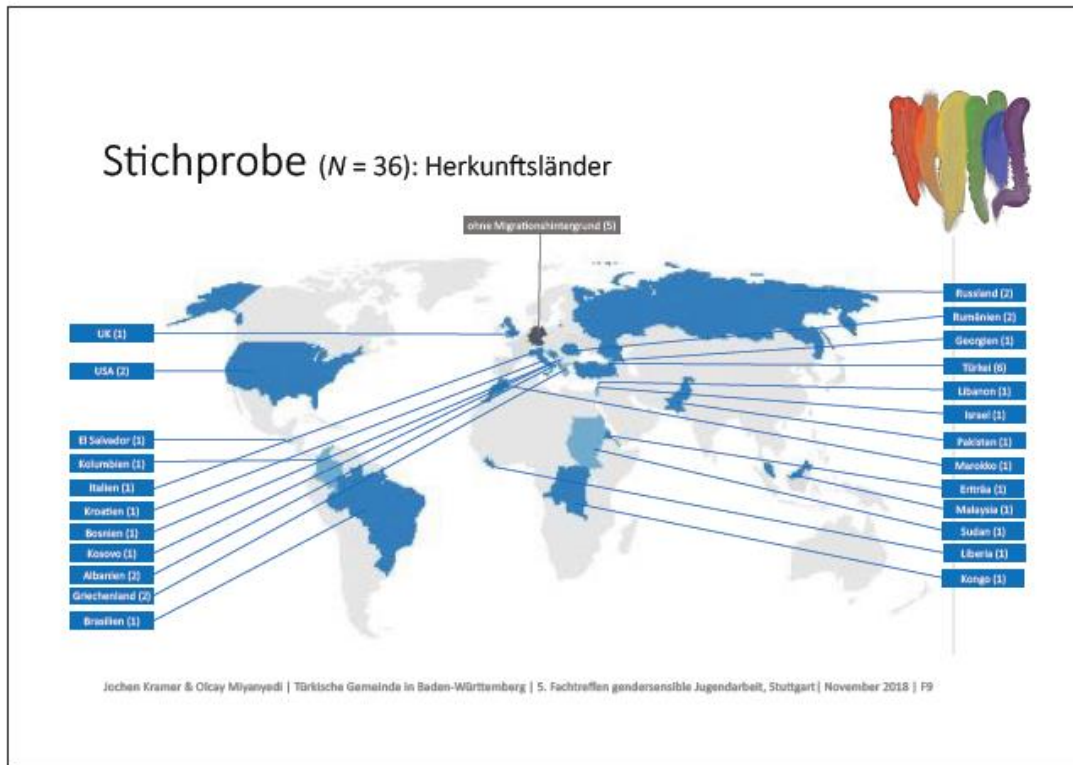 Stichprobe (N = 36): Herkunftsländer
ohne Migrationshintergrund (5)
UK (1)
USA (2)
El Salvador (1)
Kolumbien (1)
Italien (1)
Kroatien (1)
Bosnien (1)
Kosovo (1)
Albanien (2)
Griechenland (2)
Brasilien (1)
Russland (2)
Rumänien (2)
Georgien (1)
Türkei (6)
Libanon (1)
Israel (1)
Pakistan (1)
Marokko (1)
Eriträa (1)
Malaysia (1)
Sudan (1)
Liberia (1)
Kongo (1)
Jochen Kramer & Olcay Miyanyedi | Türkische Gemeinde in Baden-Württemberg | 5. Fachtreffen gendersensible Jugendarbeit, Stuttgart| November 2018 | F9